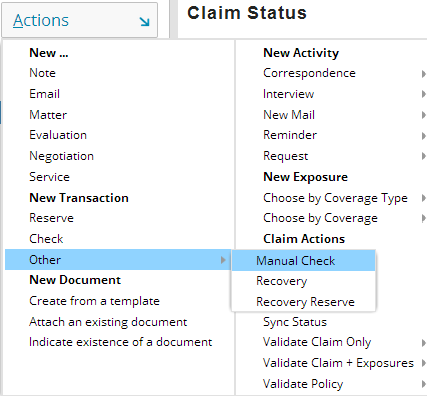 Actions
Claim Status
New ...
Note
Email
Matter
Evaluation
Negotiation
Service
New Transaction
Reserve
Check
Other
New Document
Create from a template
Attach an existing document
Indicate existence of a document
New Activity
Correspondence
Interview
New Mail
Reminder
Request
New Exposure
Choose by Coverage Type
Choose by Coverage
Claim Actions
Manual Check
Recovery
Recovery Reserve
Sync Status
Validate Claim Only
Validate Claim + Exposures
Validate Policy